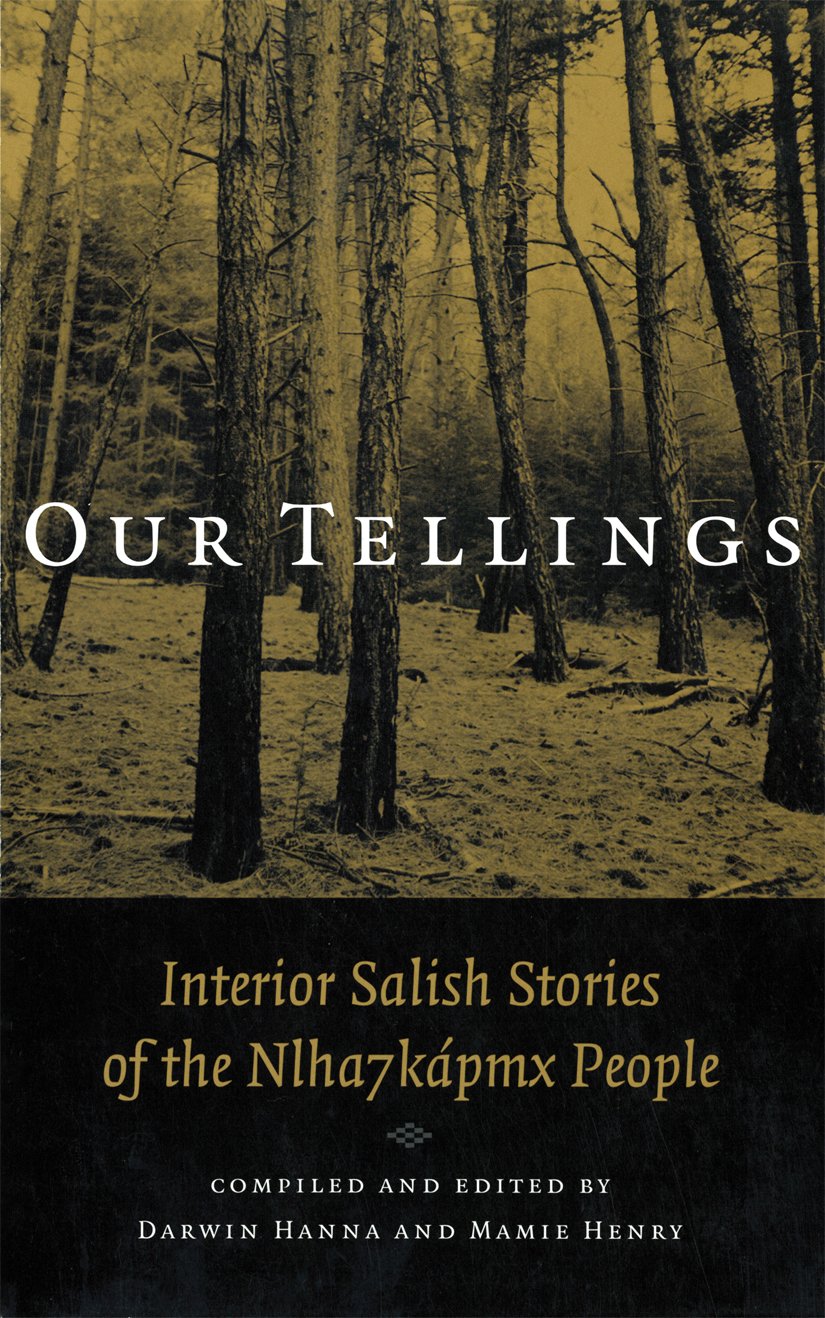 OUR TELLINGS
Interior Salish Stories
of the Nlha7kápmx People
COMPILED AND EDITED BY
DARWIN HANNA AND MAMIE HENRY